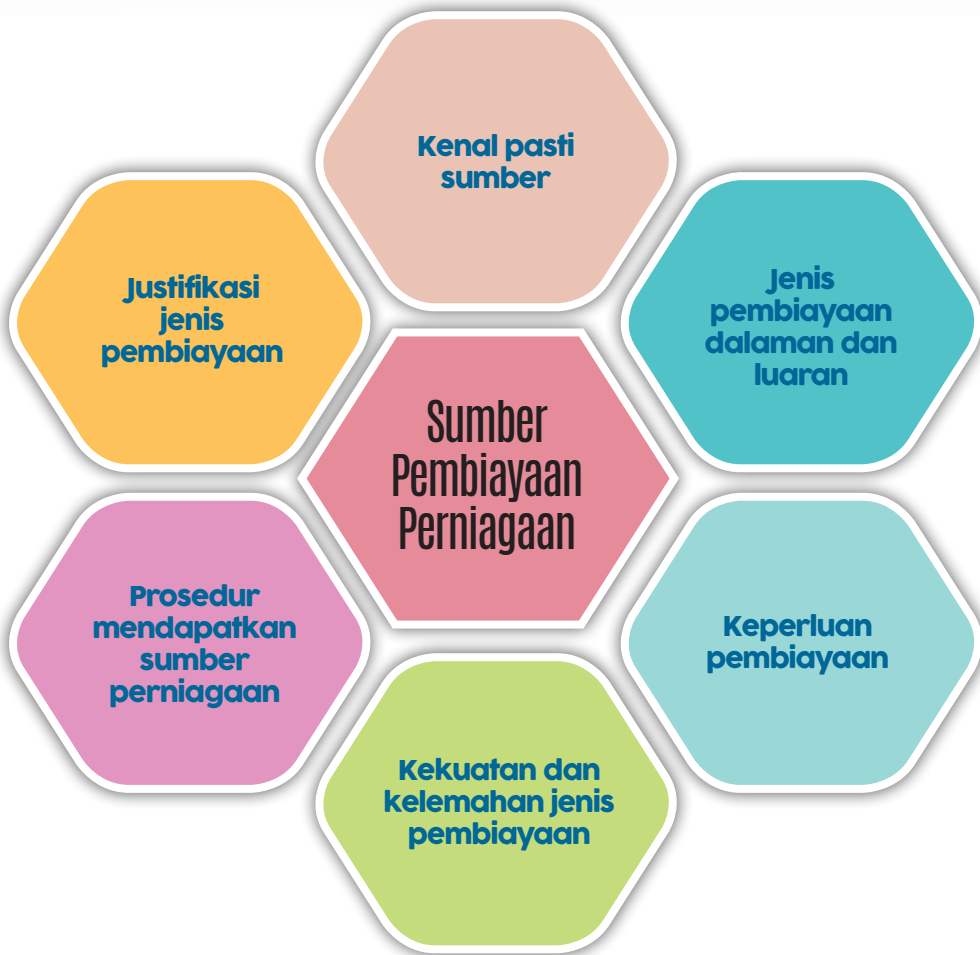 Kenal pasti
sumber
Jenis
pembiayaan
dalaman dan
luaran
Keperluan
pembiayaan
Kekuatan dan
kelemahan jenis
pembiayaan
Prosedur
mendapatkan
sumber
perniagaan
Justifikasi
jenis
pembiayaan
Sumber
Pembiayaan
Perniagaan